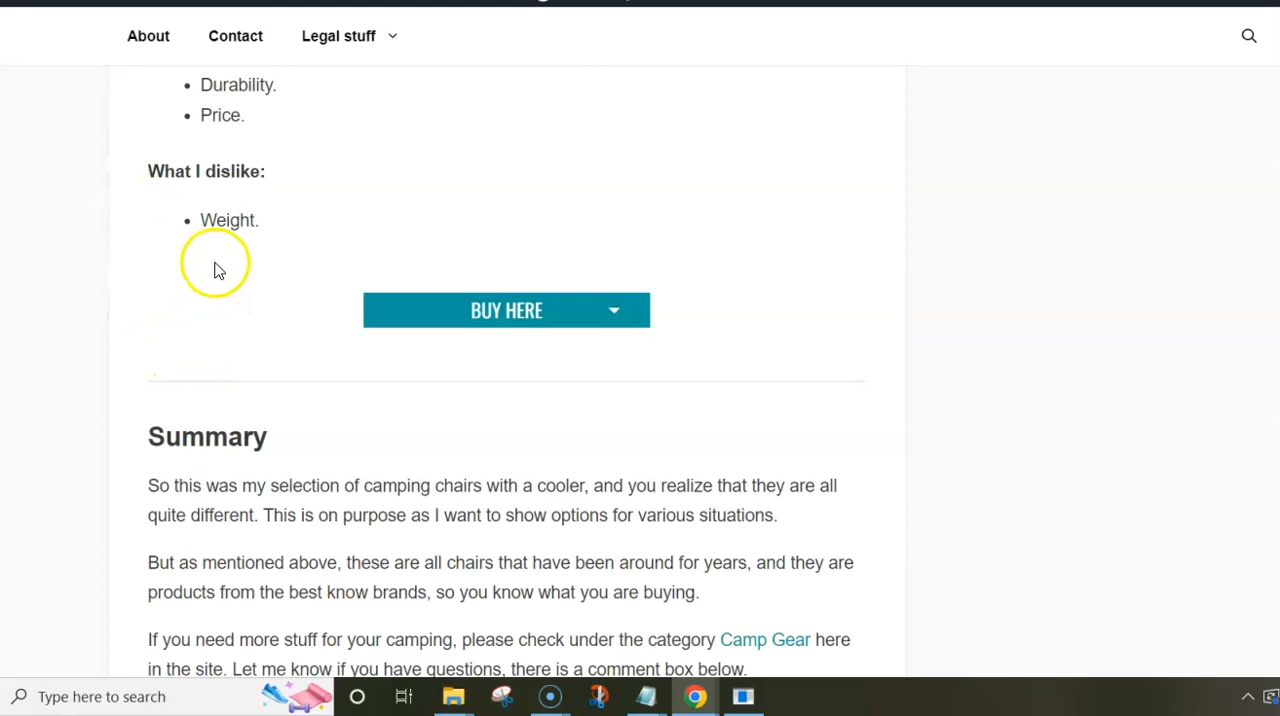 About Contact Legal stuff
Durability.
Price.
What I dislike:
Weight.
BUY HERE
Summary
So this was my selection of camping chairs with a cooler, and you realize that they are all
quite different. This is on purpose as I want to show options for various situations.
But as mentioned above, these are all chairs that have been around for years, and they are
products from the best know brands, so you know what you are buying.
If you need more stuff for your camping, please check under the category Camp Gear here
in the site. Let me know if you have questions, there is a comment box below.
Type here to search